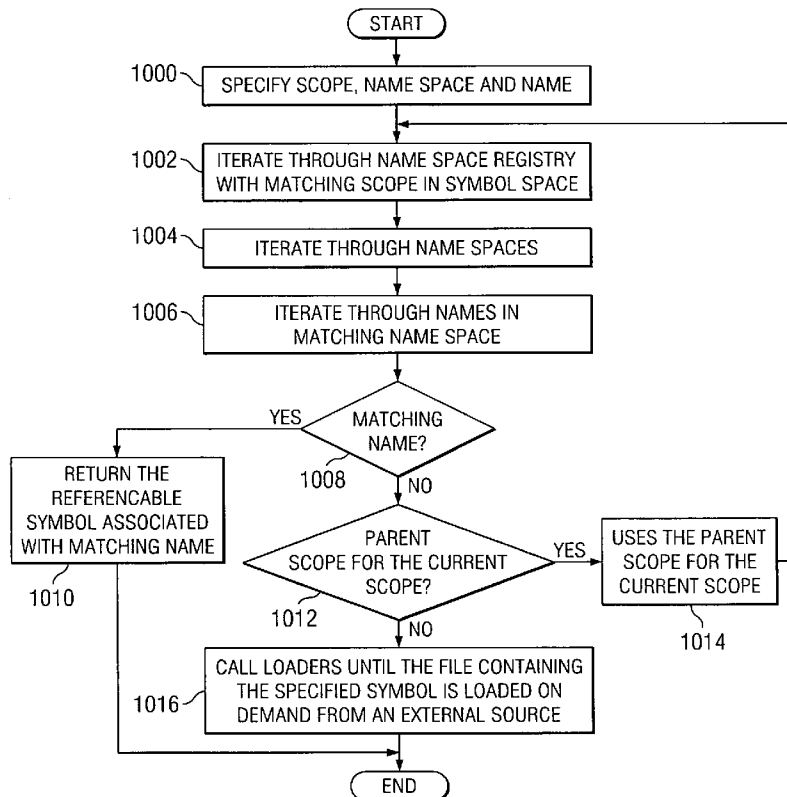 START
1000
SPECIFY SCOPE, NAME SPACE AND NAME
1002
ITERATE THROUGH NAME SPACE REGISTRY
WITH MATCHING SCOPE IN SYMBOL SPACE
1004
ITERATE THROUGH NAME SPACES
1006
ITERATE THROUGH NAMES IN
MATCHING NAME SPACE
YES
MATCHING
NAME?
1008
NO
RETURN THE
REFERENCABLE
SYMBOL ASSOCIATED
WITH MATCHING NAME
1010
PARENT
SCOPE FOR THE CURRENT
SCOPE?
1012
YES
USES THE PARENT
SCOPE FOR THE
CURRENT SCOPE
1014
NO
CALL LOADERS UNTIL THE FILE CONTAINING
THE SPECIFIED SYMBOL IS LOADED ON
DEMAND FROM AN EXTERNAL SOURCE
1016
END